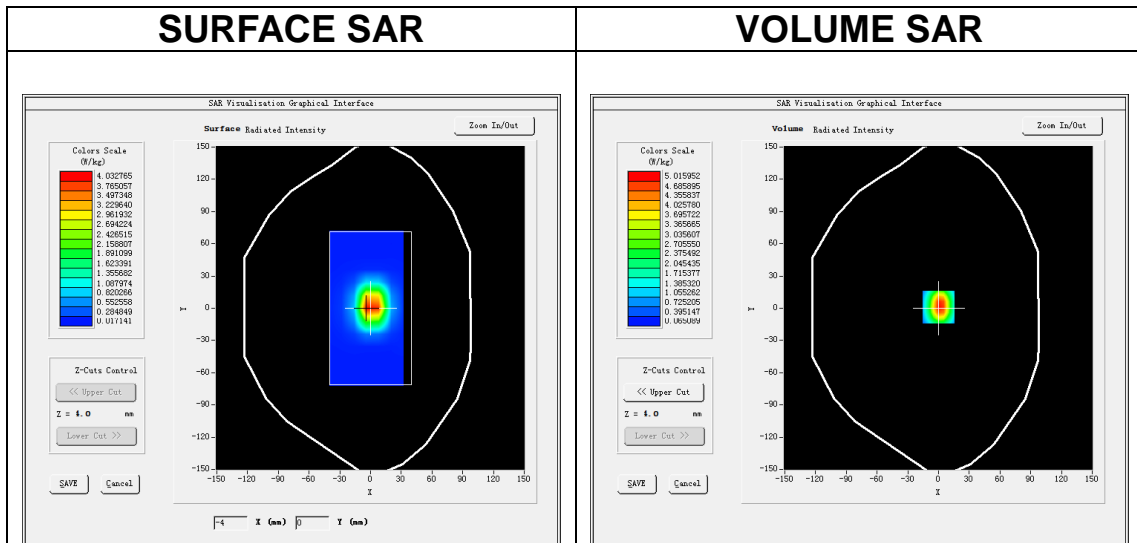 SURFACE SAR
VOLUME SAR
SAR Visualisation Graphical Interface
Surface Radiated Intensity
Zoom In/Out
Colors Scale
(W/kg)
4.032765
3.765057
3.497348
3.229640
2.961932
2.694224
2.426515
2.158807
1.891099
1.623391
1.355682
1.087974
0.820266
0.552558
0.284849
0.017141
150
120
90
60
30
0
-30
-60
-90
-120
-150
Y
-150 -120 -90 -60 -30 0 30 60 90 120 150
X
Z-Cuts Control
<< Upper Cut
Z = 4.0 mm
Lower Cut >>
SAVE Cancel
-4 X (mm) 0 Y (mm)
SAR Visualisation Graphical Interface
Volume Radiated Intensity
Zoom In/Out
Colors Scale
(W/kg)
5.015952
4.685895
4.355837
4.025780
3.695722
3.365665
3.035607
2.705550
2.375492
2.045435
1.715377
1.385320
1.055262
0.725205
0.395147
0.065089
150
120
90
60
30
0
-30
-60
-90
-120
-150
Y
-150 -120 -90 -60 -30 0 30 60 90 120 150
X
Z-Cuts Control
<< Upper Cut
Z = 4.0 mm
Lower Cut >>
SAVE Cancel